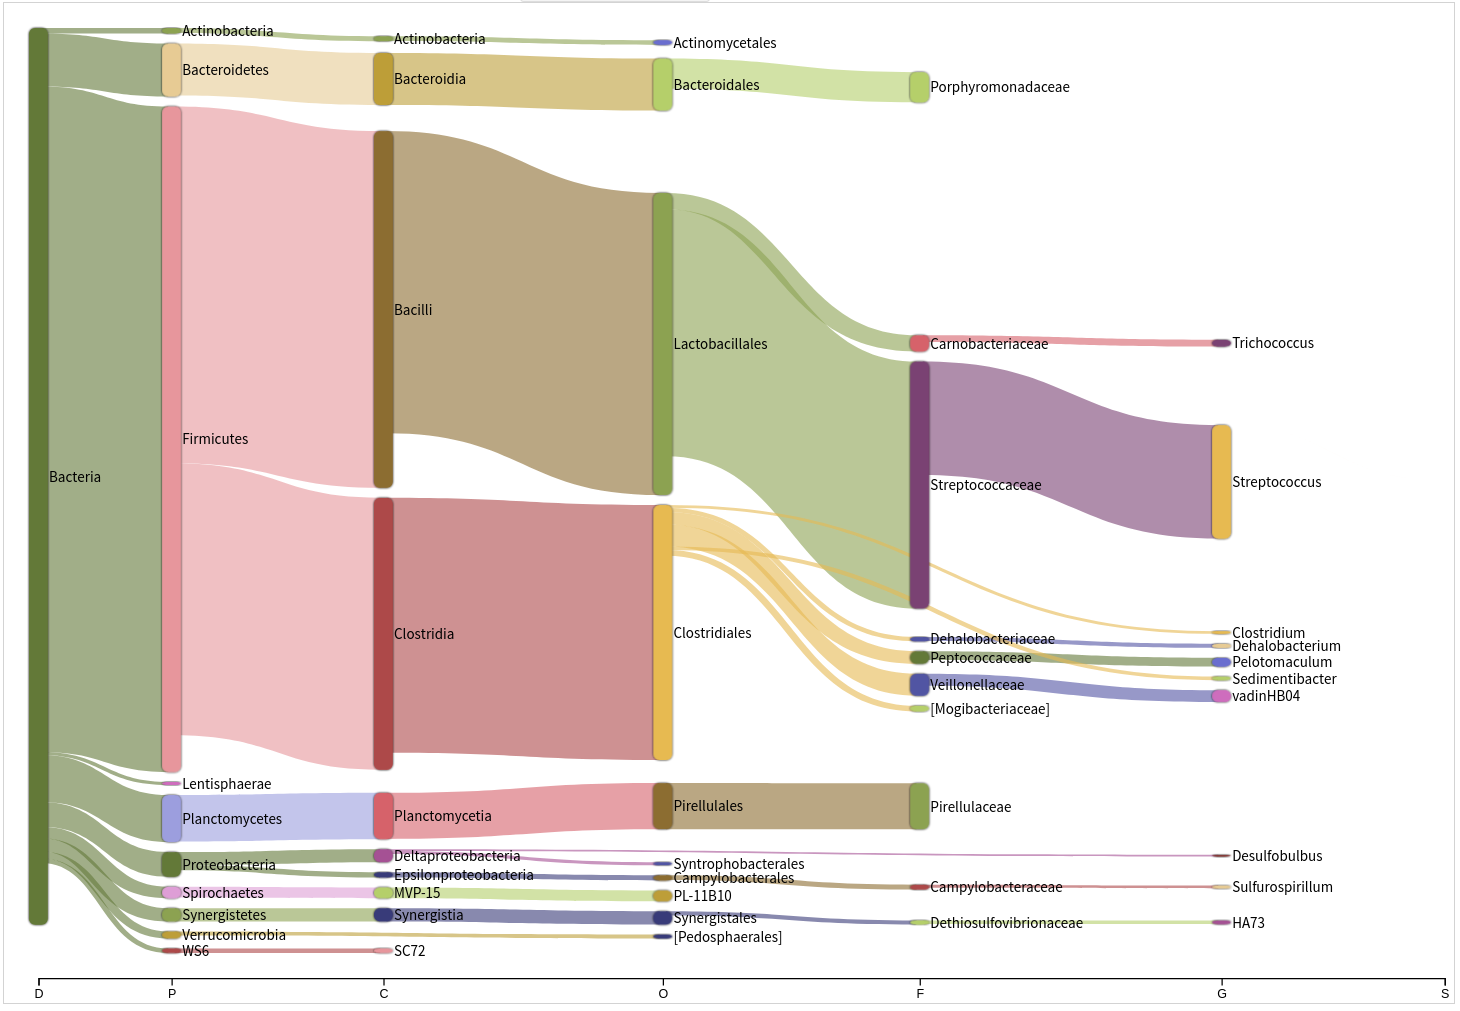 Bacteria
Actinobacteria
Bacteroidetes
Firmicutes
Lentisphaerae
Planctomycetes
Proteobacteria
Spirochaetes
Synergistetes
Verrucomicrobia
WS6
Actinobacteria
Bacteroidia
Bacilli
Clostridia
Planctomycetia
Deltaproteobacteria
Epsilonproteobacteria
MVP-15
Synergistia
SC72
Actinomycetales
Bacteroidales
Lactobacillales
Clostridiales
Pirellulales
Syntrophobacterales
Campylobacterales
PL-11B10
Synergistales
[Pedosphaerales]
Porphyromonadaceae
Carnobacteriaceae
Streptococcaceae
Dehalobacteriaceae
Peptococcaceae
Veillonellaceae
[Mogibacteriaceae]
Pirellulaceae
Campylobacteraceae
Dethiosulfovibrionaceae
Trichococcus
Streptococcus
Clostridium
Dehalobacterium
Pelotomaculum
Sedimentibacter
vadinHB04
Desulfobulbus
Sulfurospirillum
HA73
D P C O F G S